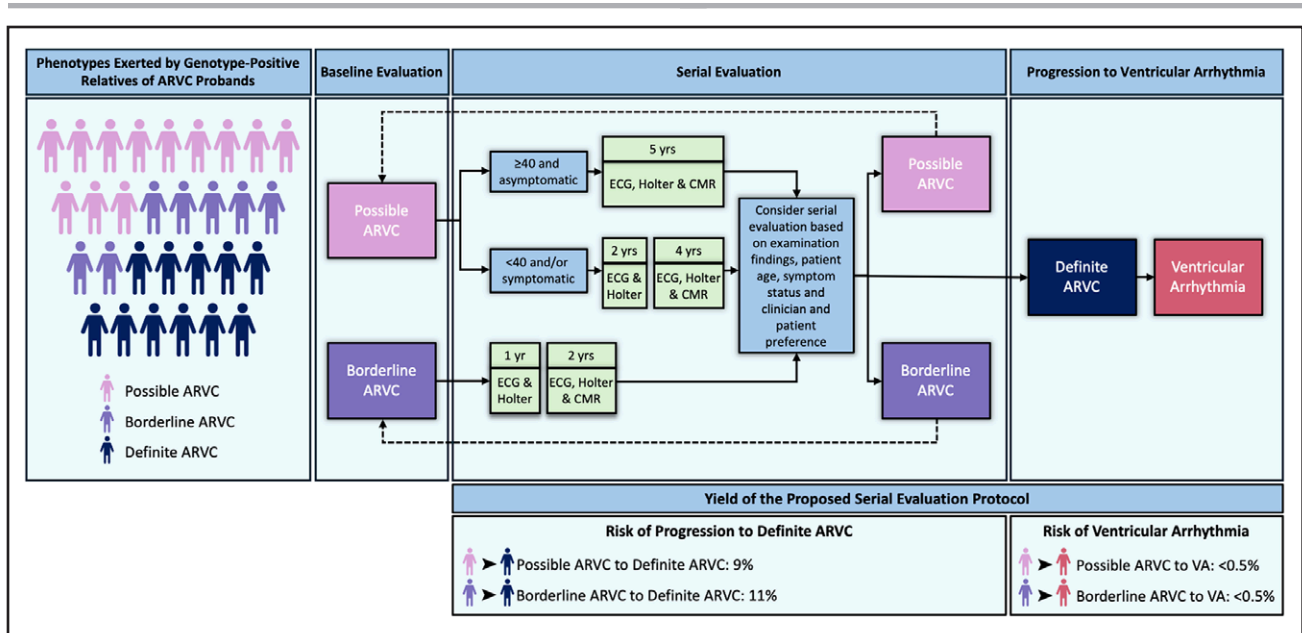 Phenotypes Exerted by Genotype-Positive
Relatives of ARVC Probands
Baseline Evaluation
Serial Evaluation
Progression to Ventricular Arrhythmia
Possible ARVC
Borderline ARVC
Definite ARVC
Possible
ARVC
Borderline
ARVC
≥40 and
asymptomatic
5 yrs
ECG, Holter & CMR
<40 and/or
symptomatic
2 yrs
ECG &
Holter
4 yrs
ECG, Holter
& CMR
1 yr
ECG &
Holter
2 yrs
ECG, Holter
& CMR
Consider serial
evaluation based
on examination
findings, patient
age, symptom
status and
clinician and
patient
preference
Possible
ARVC
Borderline
ARVC
Definite
ARVC
Ventricular
Arrhythmia
Yield of the Proposed Serial Evaluation Protocol
Risk of Progression to Definite ARVC
Possible ARVC to Definite ARVC: 9%
Borderline ARVC to Definite ARVC: 11%
Risk of Ventricular Arrhythmia
Possible ARVC to VA: <0.5%
Borderline ARVC to VA: <0.5%